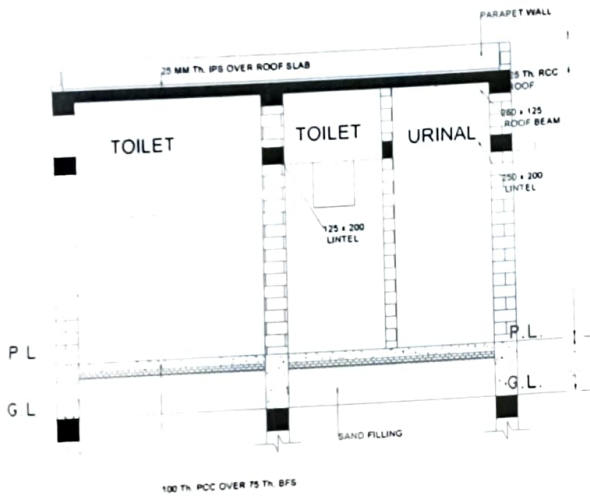 PARAPET WALL
25 MM Th. IPS OVER ROOF SLAB
25 Th. RCC
ROOF
250 x 125
ROOF BEAM
TOILET
TOILET
URINAL
250 x 200
LINTEL
125 x 200
LINTEL
P.L
P.L.
G.L
G.L.
SAND FILLING
100 Th. PCC OVER 75 Th. BFS